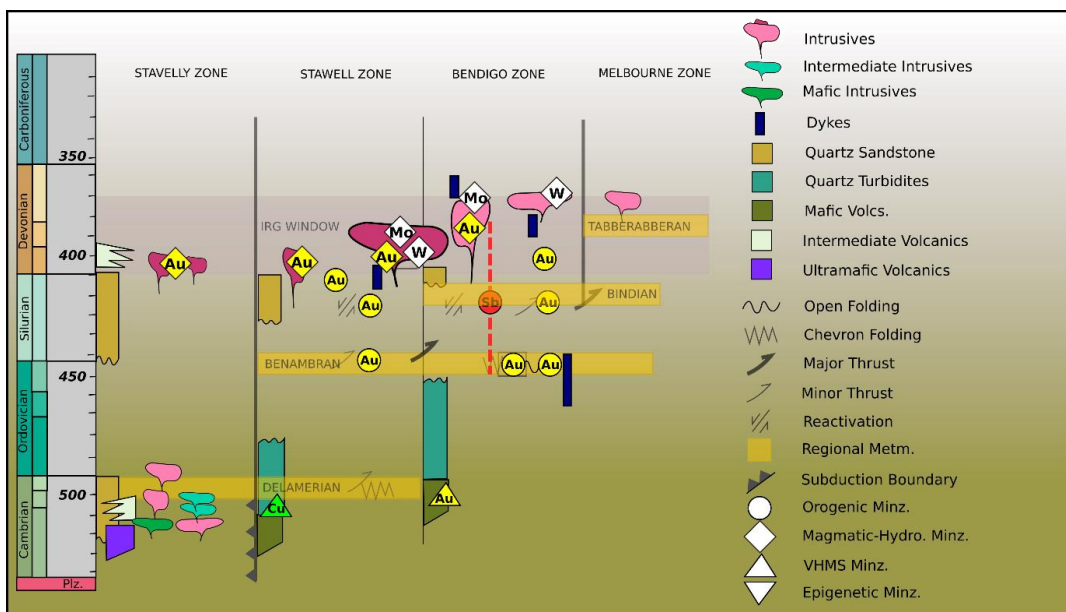 STAVELLY ZONE
STAWELL ZONE
BENDIGO ZONE
MELBOURNE ZONE
Carboniferous
Devonian
Silurian
Ordovician
Cambrian
Plz.
350
400
450
500
IRG WINDOW
TABBERABBERAN
BINDIAN
BENAMBRAN
DELAMERIAN
Au
Au
Mo
Au
W
Au
Au
Au
Mo
Au
W
Au
Sb
Au
Au
Au
Cu
Au
Intrusives
Intermediate Intrusives
Mafic Intrusives
Dykes
Quartz Sandstone
Quartz Turbidites
Mafic Volcs.
Intermediate Volcanics
Ultramafic Volcanics
Open Folding
Chevron Folding
Major Thrust
Minor Thrust
Reactivation
Regional Metm.
Subduction Boundary
Orogenic Minz.
Magmatic-Hydro. Minz.
VHMS Minz.
Epigenetic Minz.